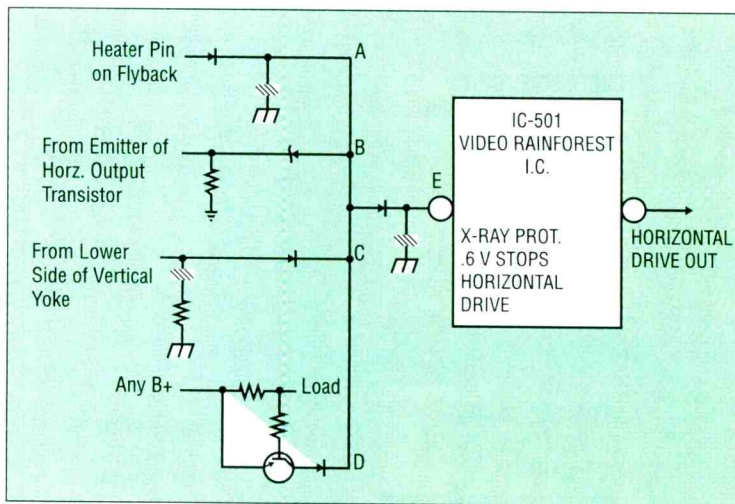 Heater Pin
on Flyback
A
From Emitter of
Horz. Output
Transistor
B
IC-501
VIDEO RAINFOREST
I.C.
E
X-RAY PROT.
.6 V STOPS
HORIZONTAL
DRIVE
HORIZONTAL
DRIVE OUT
From Lower
Side of Vertical
Yoke
C
Any B+
Load
D